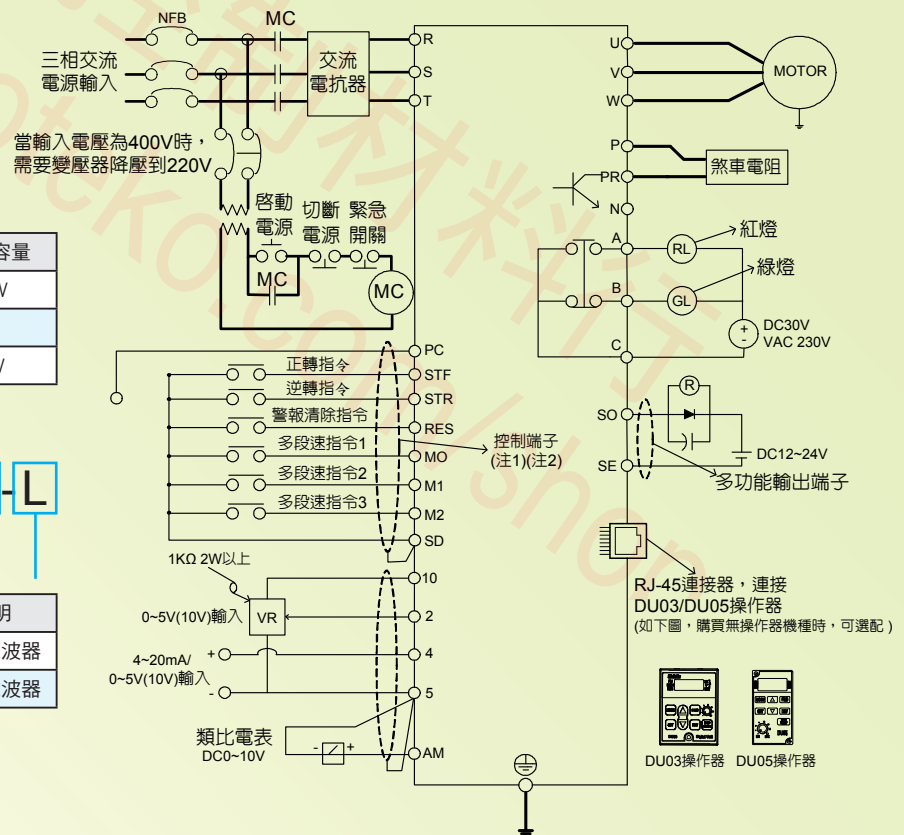 NFB
MC
三相交流
電源輸入
交流
電抗器
R
S
T
當輸入電壓為400V時，
需要變壓器降壓到220V
啓動
電源
切斷
電源
緊急
開關
MC
MC
U
V
W
MOTOR
P
PR
N
煞車電阻
A
B
C
RL
紅燈
GL
綠燈
+
-
DC30V
VAC 230V
容量
W
明
波器
波器
-L
PC
STF
STR
RES
MO
M1
M2
SD
正轉指令
逆轉指令
警報清除指令
多段速指令1
多段速指令2
多段速指令3
控制端子
(注1)(注2)
SO
SE
R
DC12~24V
多功能輸出端子
1KΩ 2W以上
0~5V(10V)輸入
VR
10
2
4
5
+
4~20mA/
0~5V(10V)輸入
-
類比電表
DC0~10V
- +
AM
RJ-45連接器，連接
DU03/DU05操作器
(如下圖，購買無操作器機種時，可選配)
DU03操作器
DU05操作器
控制材料行
oteko.com/shop